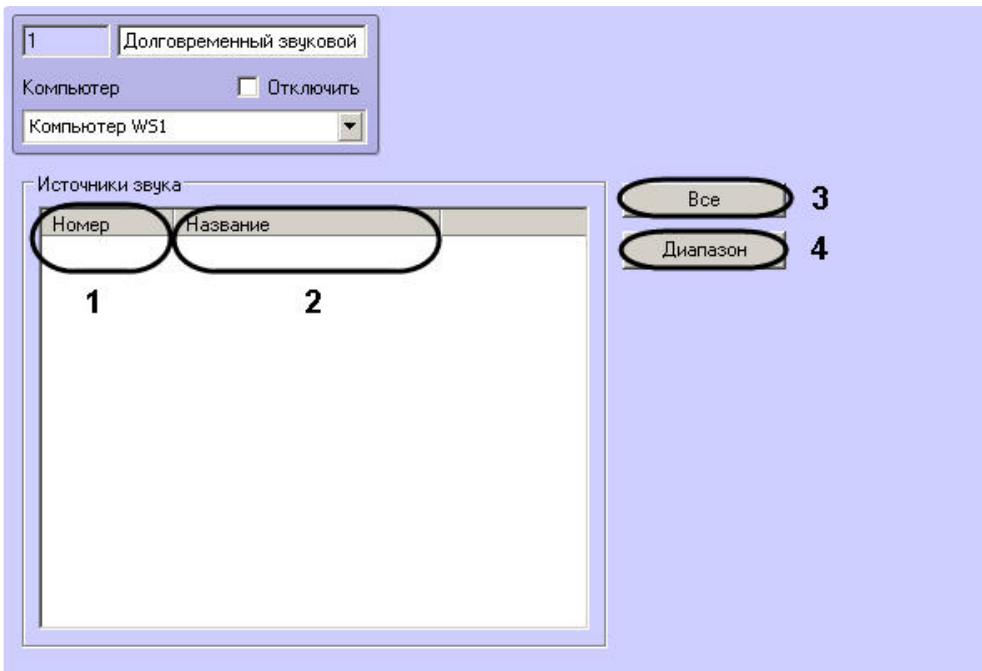 1 Долговременный звуковой
Компьютер Отключить
Компьютер WS1
Источники звука
Номер Название
Все 3
Диапазон 4
1 2